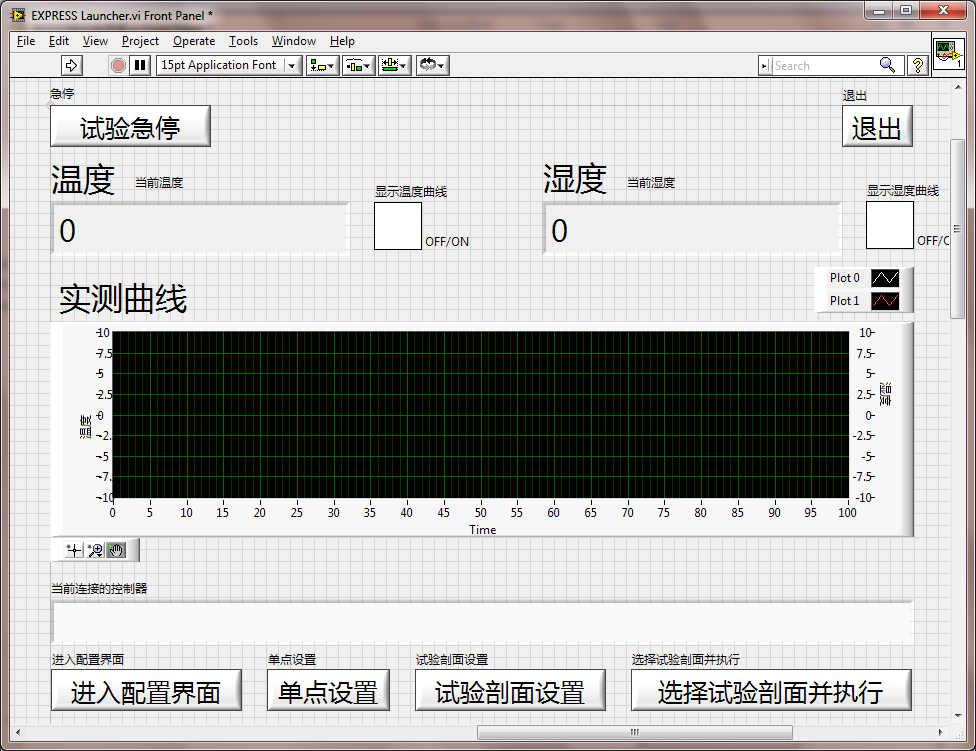 EXPRESS Launcher.vi Front Panel *
File Edit View Project Operate Tools Window Help
15pt Application Font Search ? 1
急停 退出
试验急停 退出
温度 当前温度 显示温度曲线 湿度 当前湿度 显示湿度曲线
0 OFF/ON 0 OFF/O
实测曲线
Plot 0
Plot 1
10 10
7.5 7.5
5 5
2.5 2.5
0 0
-2.5 -2.5
-5 -5
-7.5 -7.5
-10 -10
温度
湿度
0 5 10 15 20 25 30 35 40 45 50 55 60 65 70 75 80 85 90 95 100
Time
当前连接的控制器
进入配置界面 单点设置 试验剖面设置 选择试验剖面并执行
进入配置界面 单点设置 试验剖面设置 选择试验剖面并执行